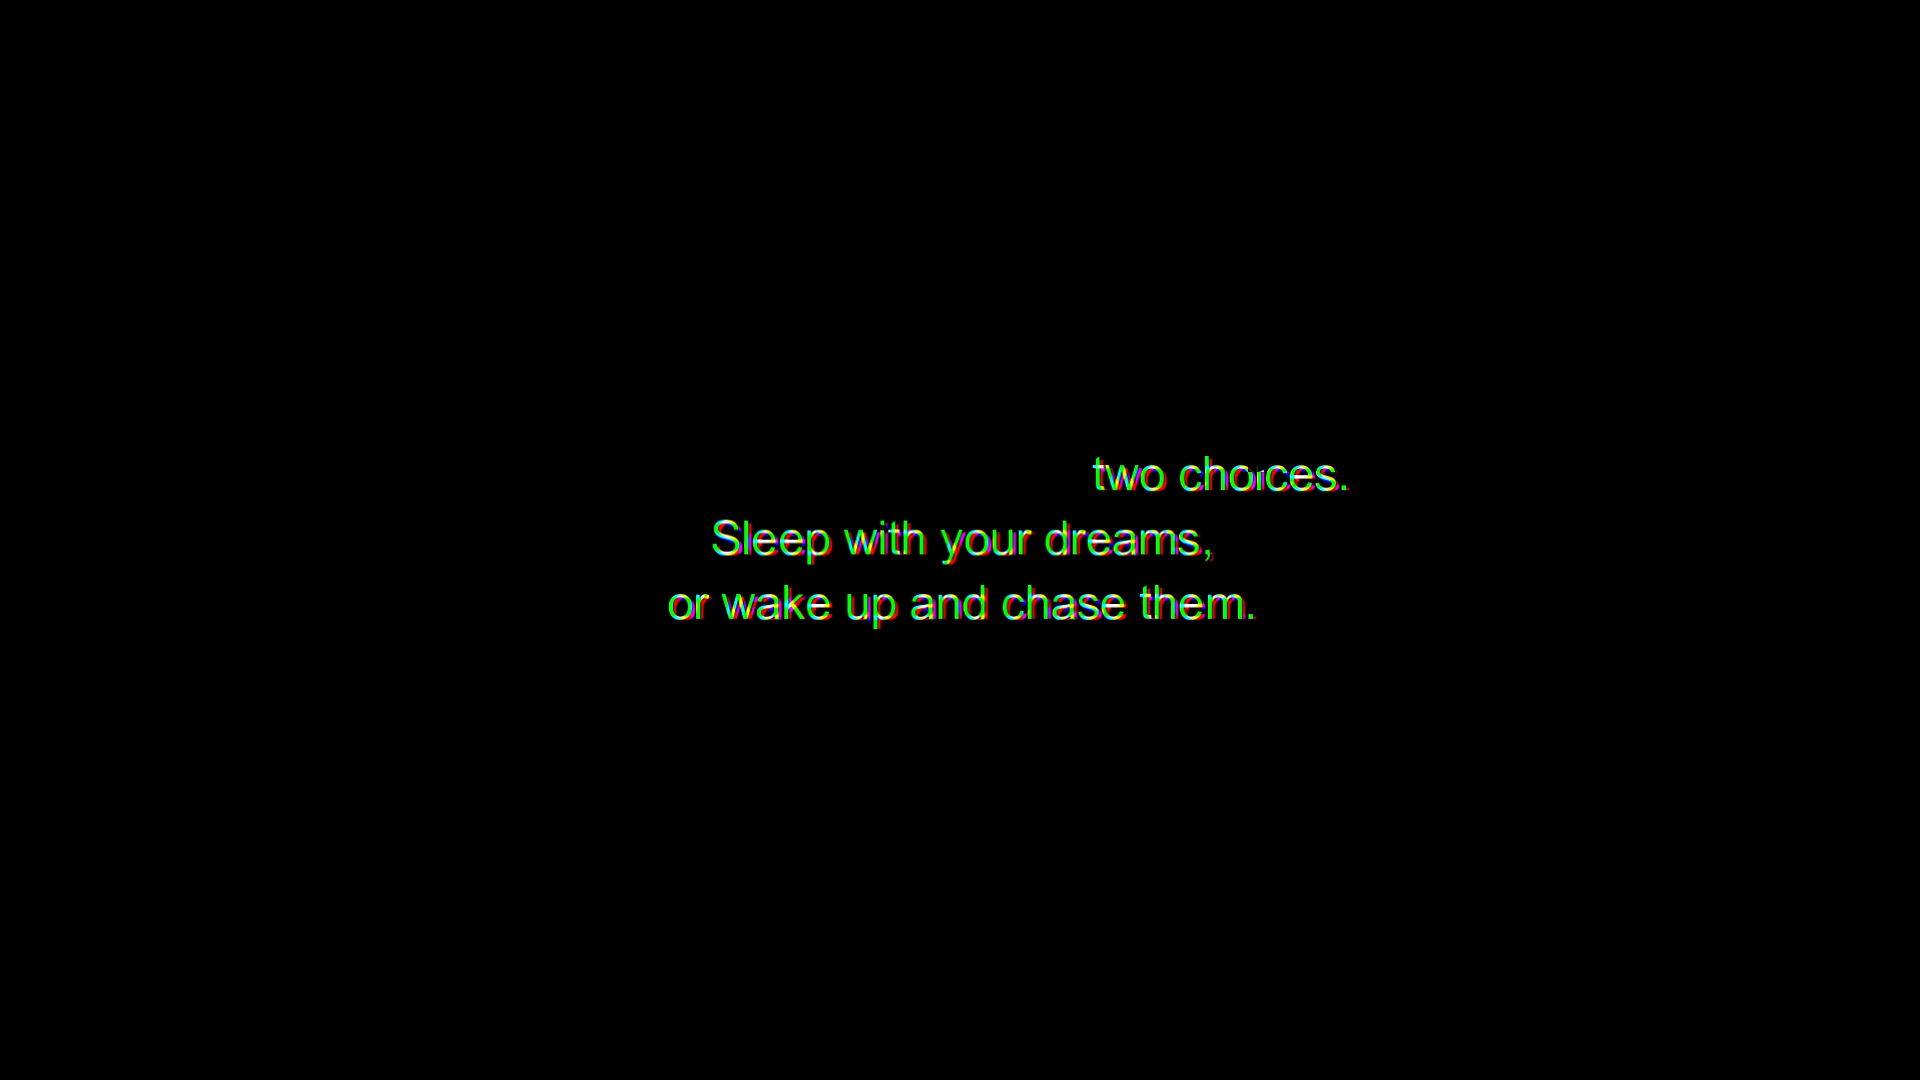 two choices.
Sleep with your dreams,
or wake up and chase them.